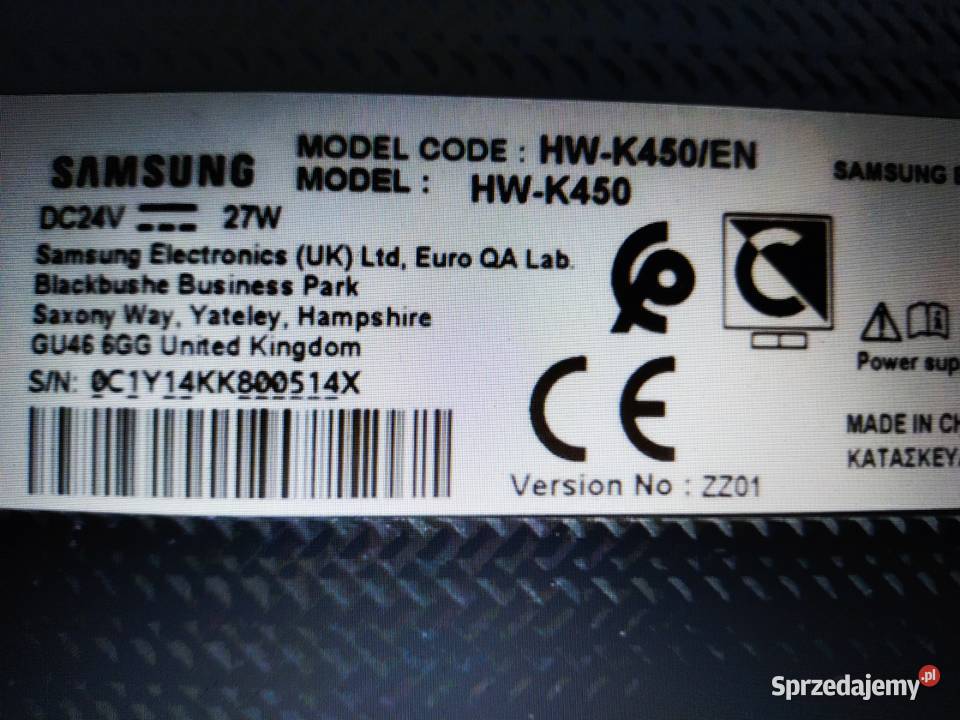 SAMSUNG
MODEL CODE : HW-K450/EN
MODEL : HW-K450
DC24V 27W
Samsung Electronics (UK) Ltd, Euro QA Lab.
Blackbushe Business Park
Saxony Way, Yateley, Hampshire
GU46 6GG United Kingdom
S/N: 0C1Y14KK800514X
CE
Version No : ZZ01
SAMSUNG
Power sup
MADE IN CH
ΚΑΤΑΣΚΕΥ
Sprzedajemy.pl